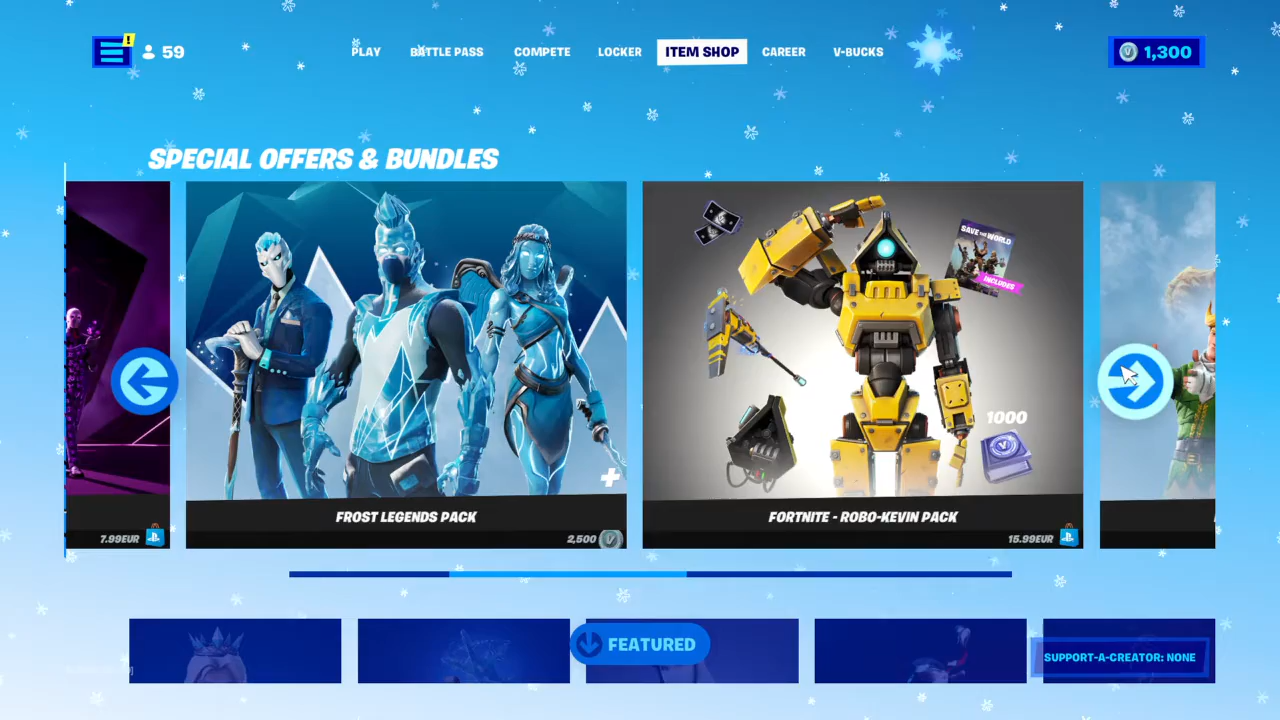 59
PLAY
BATTLE PASS
COMPETE
LOCKER
ITEM SHOP
CAREER
V-BUCKS
1,300
SPECIAL OFFERS & BUNDLES
SAVE THE WORLD
INCLUDES
1000
FROST LEGENDS PACK
FORTNITE - ROBO-KEVIN PACK
7.99EUR
2,500
15.99EUR
FEATURED
SUPPORT-A-CREATOR: NONE